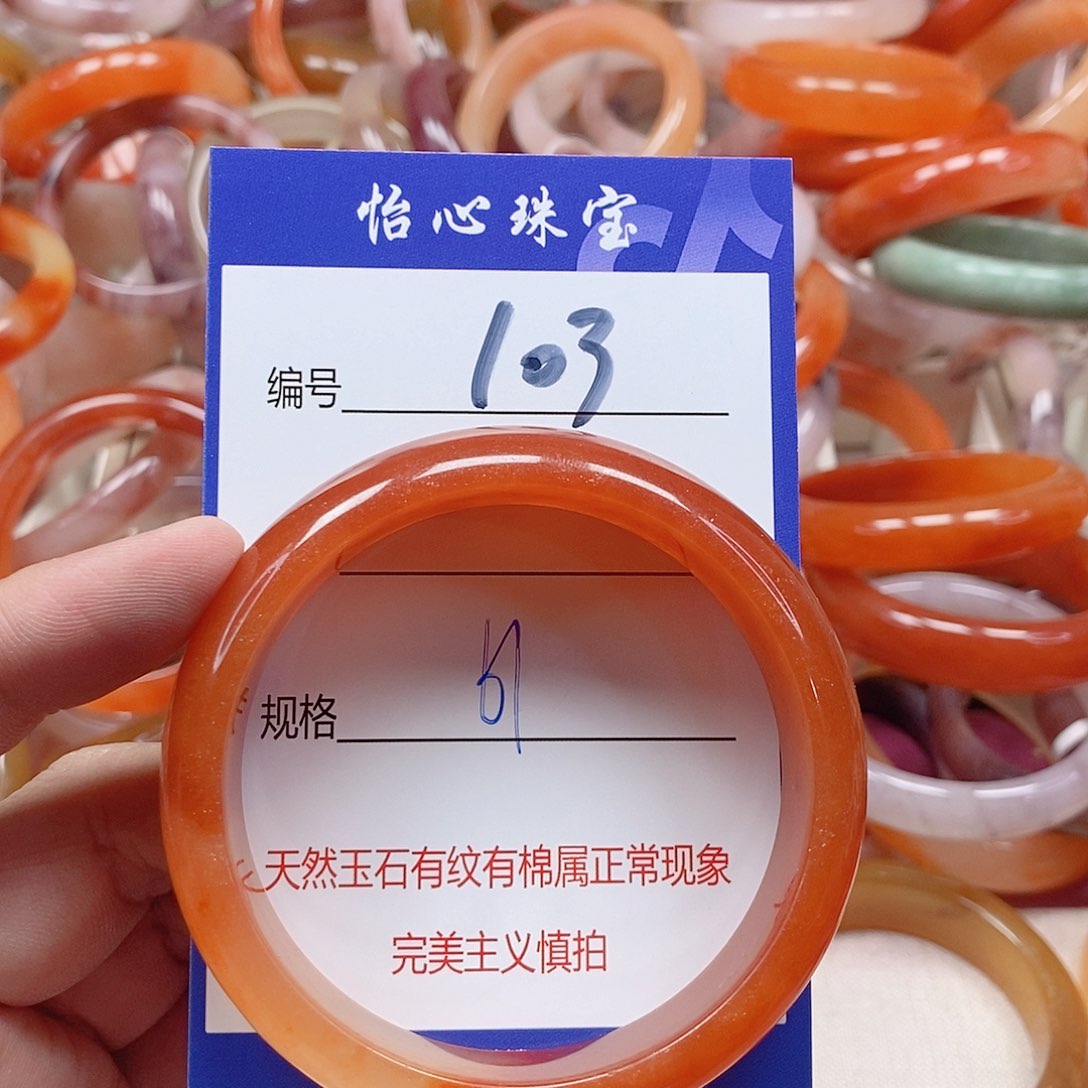 怡心珠宝
编号 103
规格 61
天然玉石有纹有棉属正常现象
完美主义慎拍